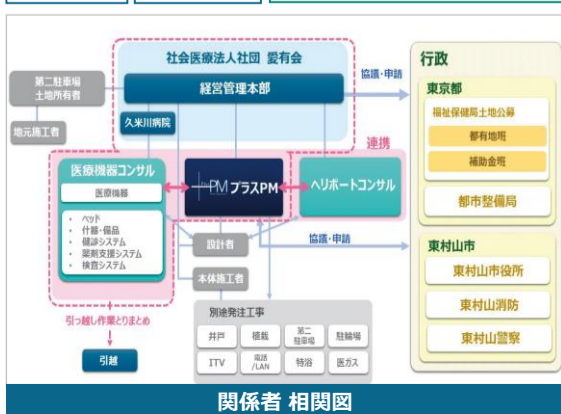 社会医療法人社団 愛有会
経営管理本部
久米川病院
第二駐車場
土地所有者
地元施工者
協議・申請
連携
医療機器コンサル
医療機器
• ベッド
• 什器・備品
• 健診システム
• 薬剤支援システム
• 検査システム
PM プラスPM
ヘリポートコンサル
設計者
協議・申請
本体施工者
引っ越し作業とりまとめ
引越
別途発注工事
井戸
植栽
第二
駐車場
駐輪場
ITV
電話
/LAN
特浴
医ガス
行政
東京都
福祉保健局土地公募
都有地班
補助金班
都市整備局
東村山市
東村山市役所
東村山消防
東村山警察
関係者 相関図